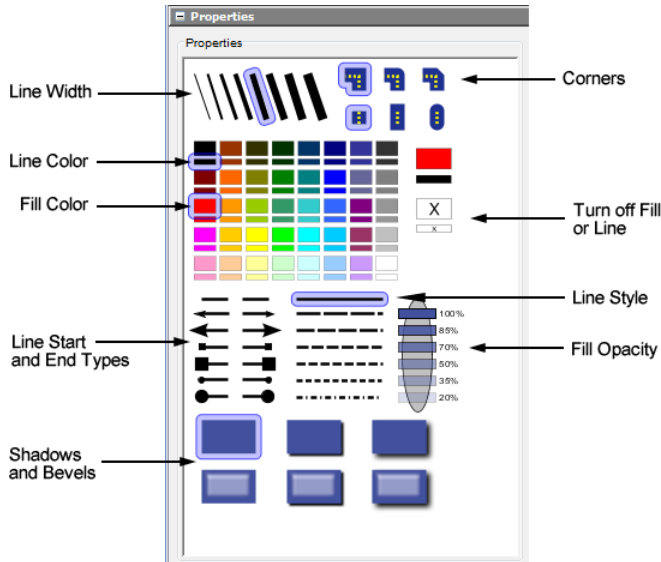 Properties
Properties
Line Width
Corners
Line Color
Fill Color
X
x
Turn off Fill
or Line
Line Style
100%
85%
70%
50%
35%
20%
Line Start
and End Types
Fill Opacity
Shadows
and Bevels